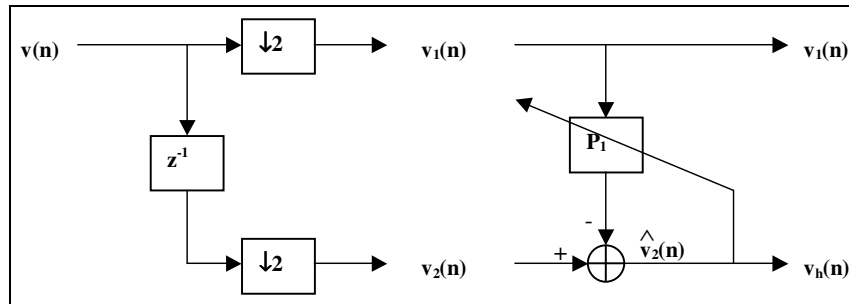 v(n) ↓2 v₁(n) v₁(n)
z⁻¹ P₁
-
v₂(n) ↓2 + v̂₂(n) vₕ(n)